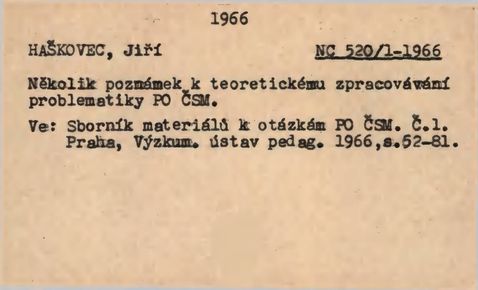 1966
HAŠKOVEC, Jiří NC 520/1-1966
Několik poznámek k teoretickému zpracovávání
problematiky PO ČSM.
Ve: Sborník materiálů k otázkám PO ČSM. Č.1.
Praha, Výzkum. ústav pedag. 1966,s.52-81.